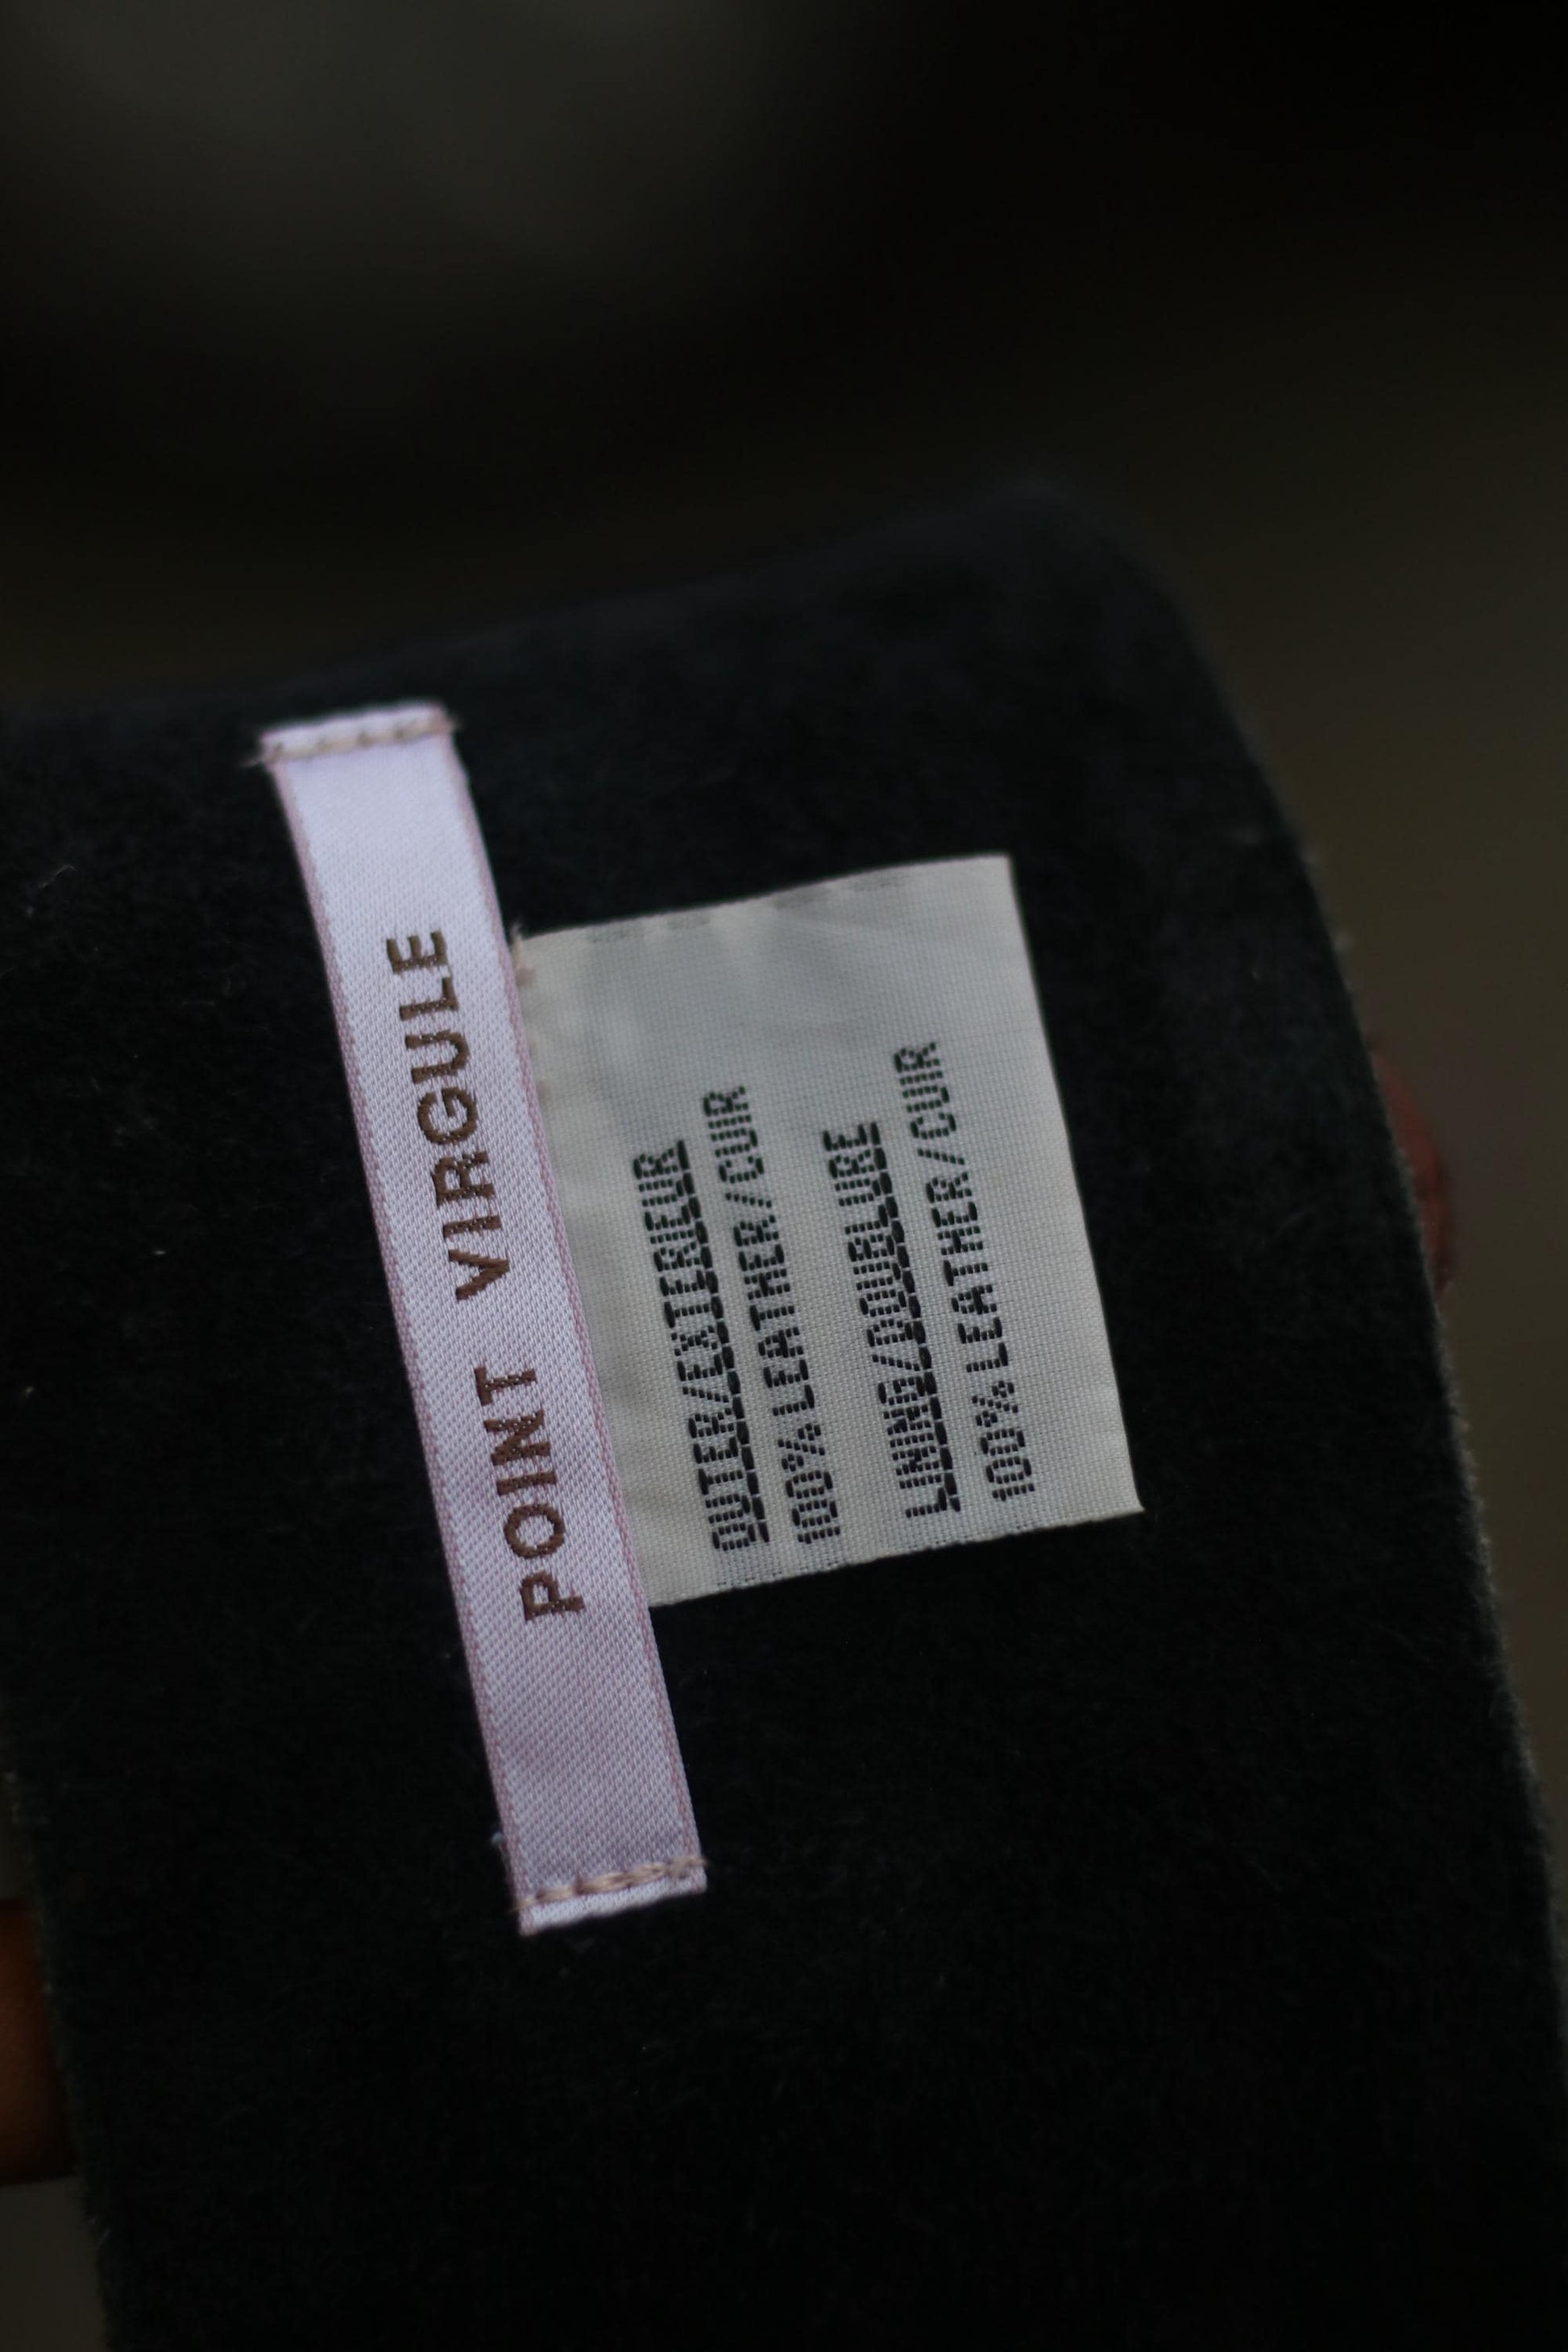 POINT VIRGULE
OUTER/EXTERIEUR
100% LEATHER/CUIR
LINING/DOUBLURE
100% LEATHER/CUIR